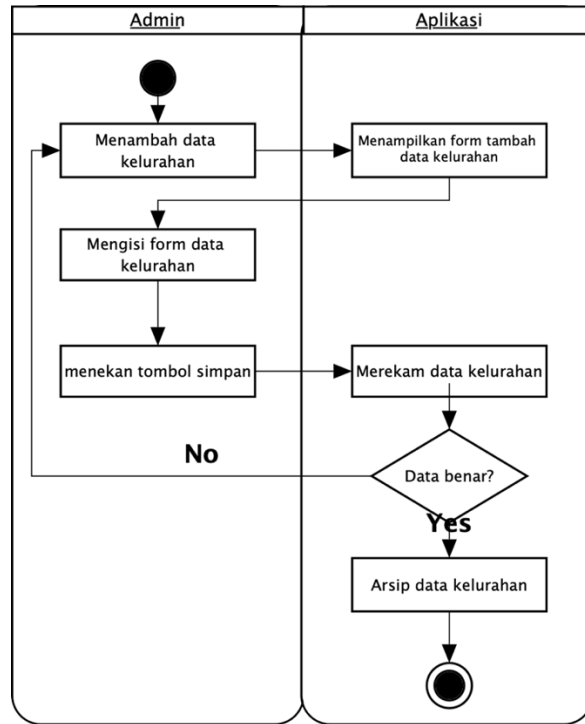 Admin
Aplikasi
Menambah data
kelurahan
Menampilkan form tambah
data kelurahan
Mengisi form data
kelurahan
menekan tombol simpan
Merekam data kelurahan
No
Data benar?
Yes
Arsip data kelurahan